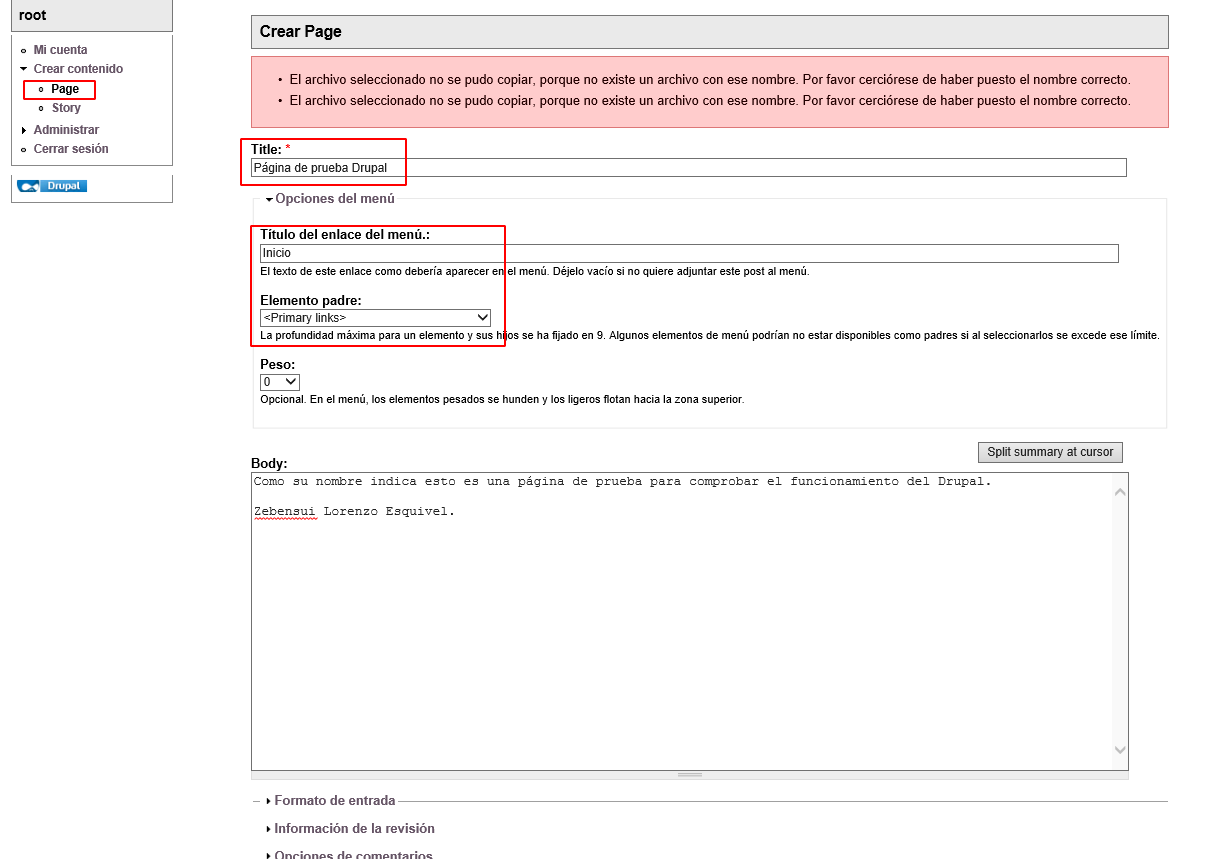 root
Mi cuenta
Crear contenido
Page
Story
Administrar
Cerrar sesión
Drupal
Crear Page
• El archivo seleccionado no se pudo copiar, porque no existe un archivo con ese nombre. Por favor cerciórese de haber puesto el nombre correcto.
• El archivo seleccionado no se pudo copiar, porque no existe un archivo con ese nombre. Por favor cerciórese de haber puesto el nombre correcto.
Title: *
Página de prueba Drupal
Opciones del menú
Título del enlace del menú.:
Inicio
El texto de este enlace como debería aparecer en el menú. Déjelo vacío si no quiere adjuntar este post al menú.
Elemento padre:
<Primary links>
La profundidad máxima para un elemento y sus hijos se ha fijado en 9. Algunos elementos de menú podrían no estar disponibles como padres si al seleccionarlos se excede ese límite.
Peso:
0
Opcional. En el menú, los elementos pesados se hunden y los ligeros flotan hacia la zona superior.
Split summary at cursor
Body:
Como su nombre indica esto es una página de prueba para comprobar el funcionamiento del Drupal.
Zebensui Lorenzo Esquivel.
Formato de entrada
Información de la revisión
Opciones de comentarios